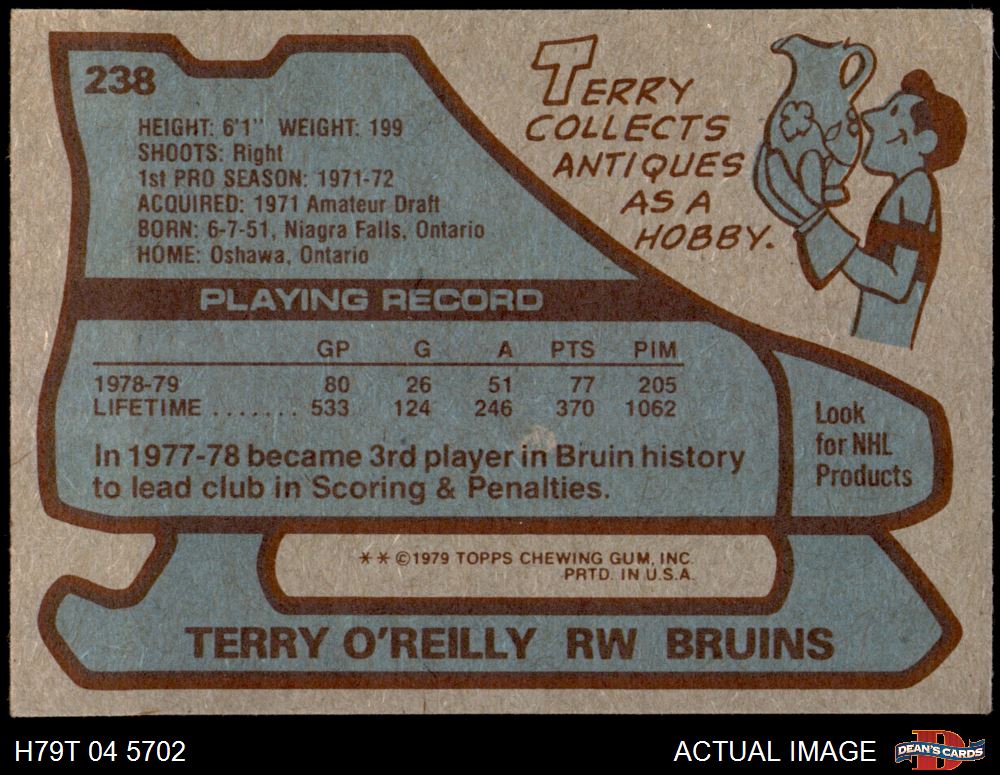 238
HEIGHT: 6'1" WEIGHT: 199
SHOOTS: Right
1st PRO SEASON: 1971-72
ACQUIRED: 1971 Amateur Draft
BORN: 6-7-51, Niagra Falls, Ontario
HOME: Oshawa, Ontario
TERRY
COLLECTS
ANTIQUES
AS A
HOBBY.
PLAYING RECORD
GP G A PTS PIM
1978-79 80 26 51 77 205
LIFETIME ....... 533 124 246 370 1062
In 1977-78 became 3rd player in Bruin history
to lead club in Scoring & Penalties.
Look
for NHL
Products
** ©1979 TOPPS CHEWING GUM, INC.
PRTD. IN U.S.A.
TERRY O'REILLY RW BRUINS
H79T 04 5702
ACTUAL IMAGE
DEAN'S CARDS